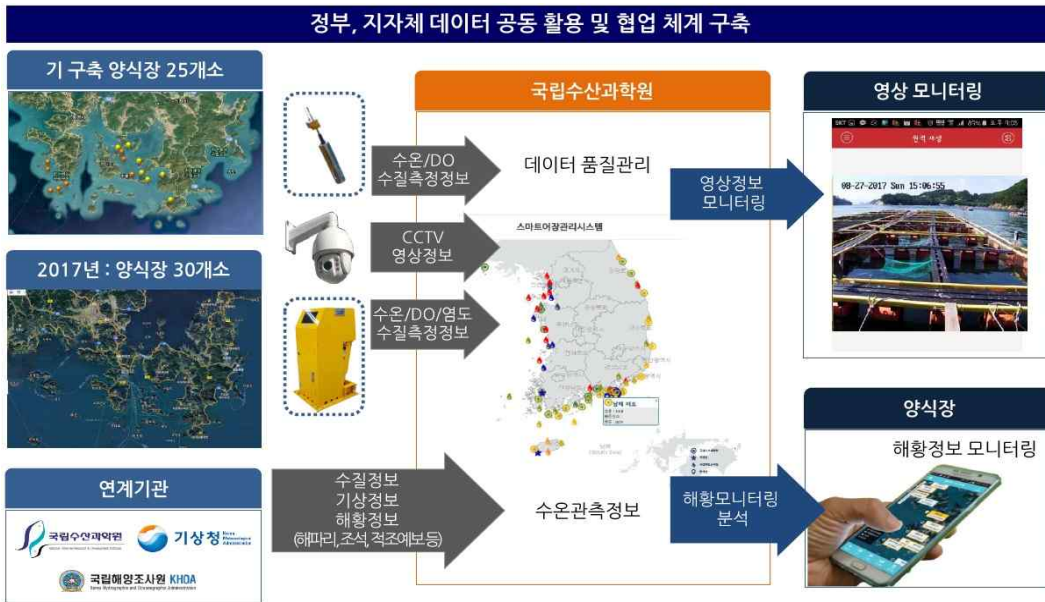 정부, 지자체 데이터 공동 활용 및 협업 체계 구축
기 구축 양식장 25개소
2017년 : 양식장 30개소
연계기관
국립수산과학원
기상청
국립해양조사원 KHOA
수온/DO
수질측정정보
CCTV
영상정보
수온/DO/염도
수질측정정보
수질정보
기상정보
해황정보
(해파리,조석,적조예보등)
국립수산과학원
데이터 품질관리
스마트어장관리시스템
수온관측정보
영상정보
모니터링
해황모니터링
분석
영상 모니터링
08-27-2017 Sun 15:06:55
양식장
해황정보 모니터링